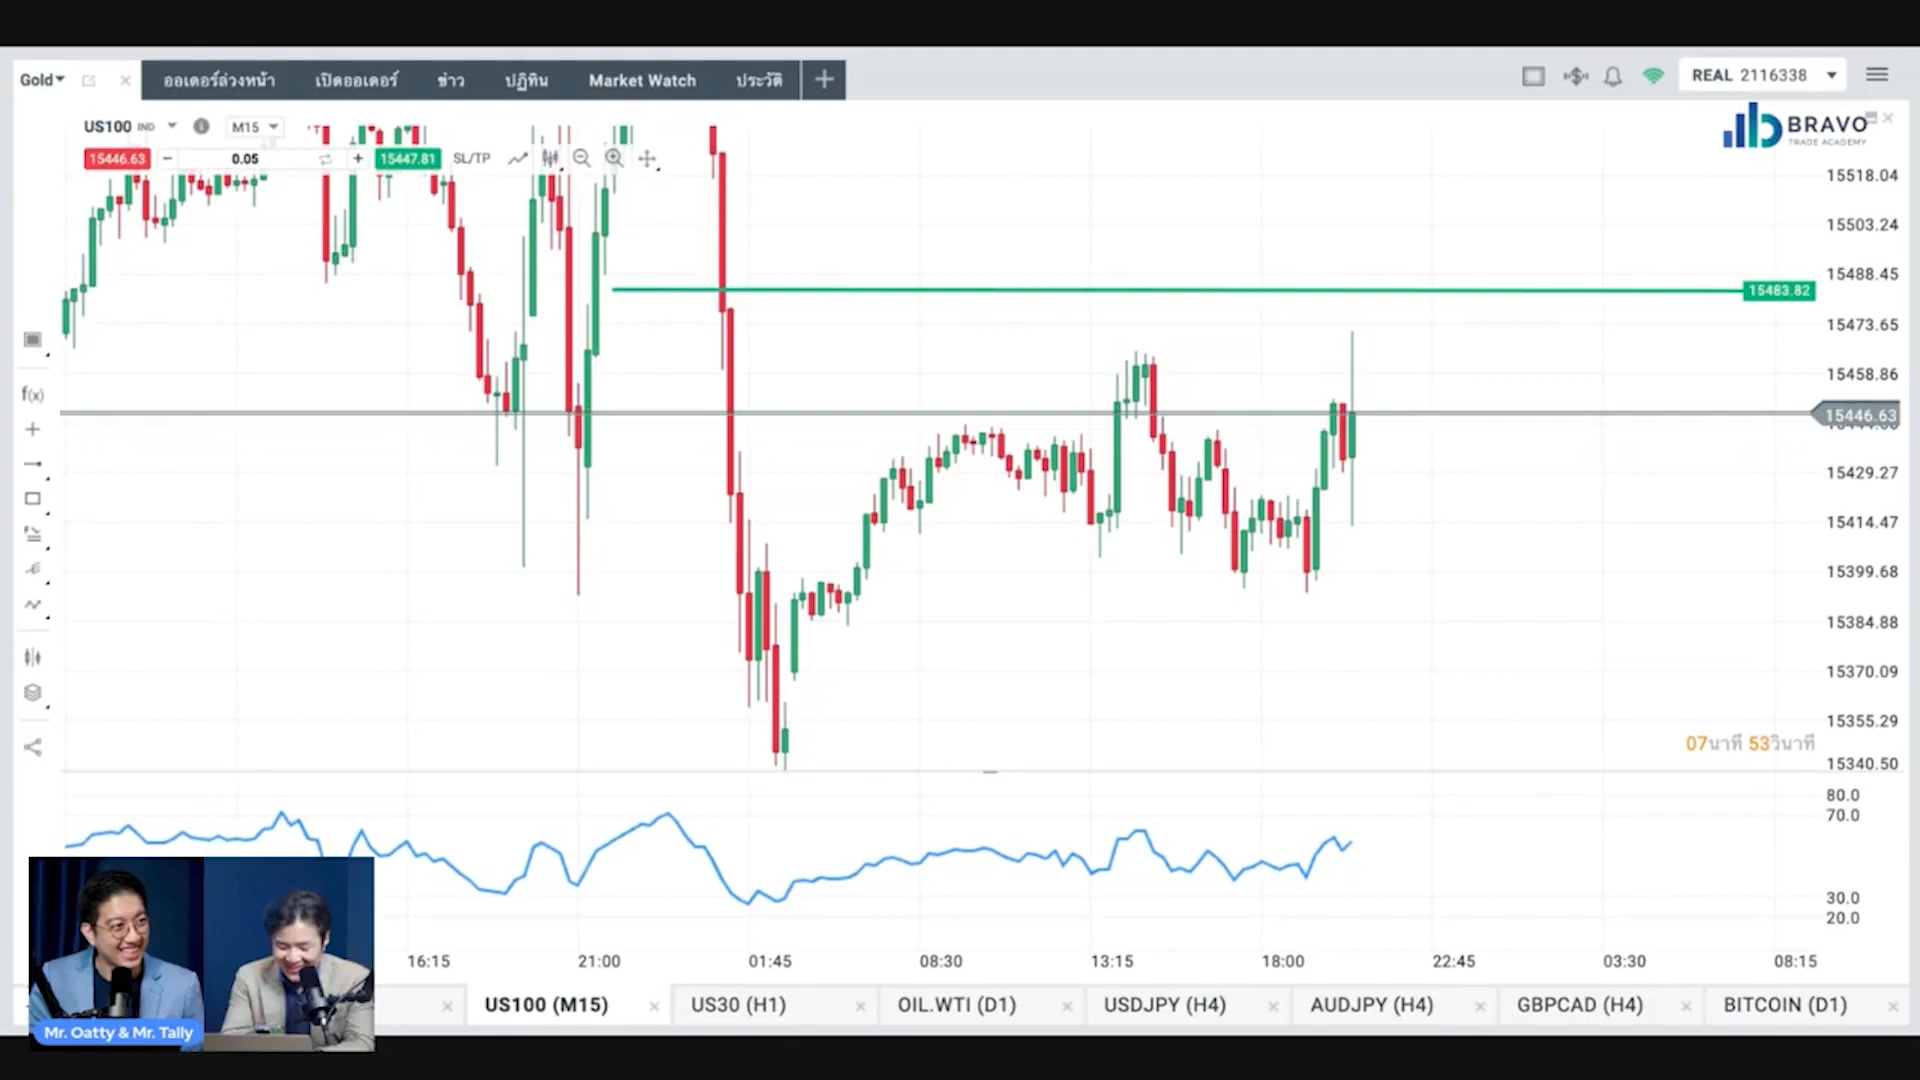 Gold
ออเดอร์ล่วงหน้า
เปิดออเดอร์
ข่าว
ปฏิทิน
Market Watch
ประวัติ
REAL 2116338
US100 IND
M15
BRAVO
TRADE ACADEMY
15446.63
0.05
15447.81
SL/TP
15518.04
15503.24
15488.45
15483.82
15473.65
15458.86
f(x)
15446.63
15429.27
15414.47
15399.68
15384.88
15370.09
15355.29
07นาที 53วินาที
15340.50
80.0
70.0
30.0
20.0
16:15
21:00
01:45
08:30
13:15
18:00
22:45
03:30
08:15
US100 (M15)
US30 (H1)
OIL.WTI (D1)
USDJPY (H4)
AUDJPY (H4)
GBPCAD (H4)
BITCOIN (D1)
Mr. Oatty & Mr. Tally